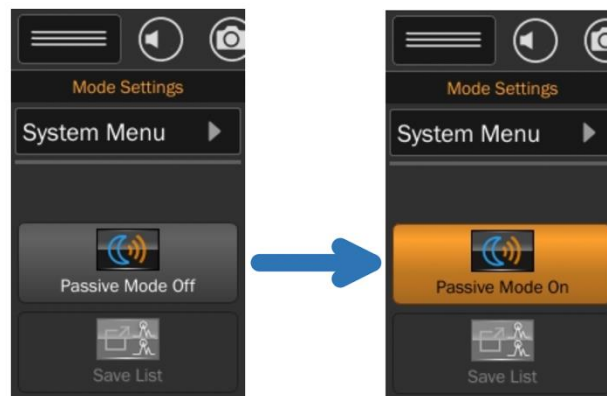 Mode Settings
System Menu
Passive Mode Off
Save List
Mode Settings
System Menu
Passive Mode On
Save List